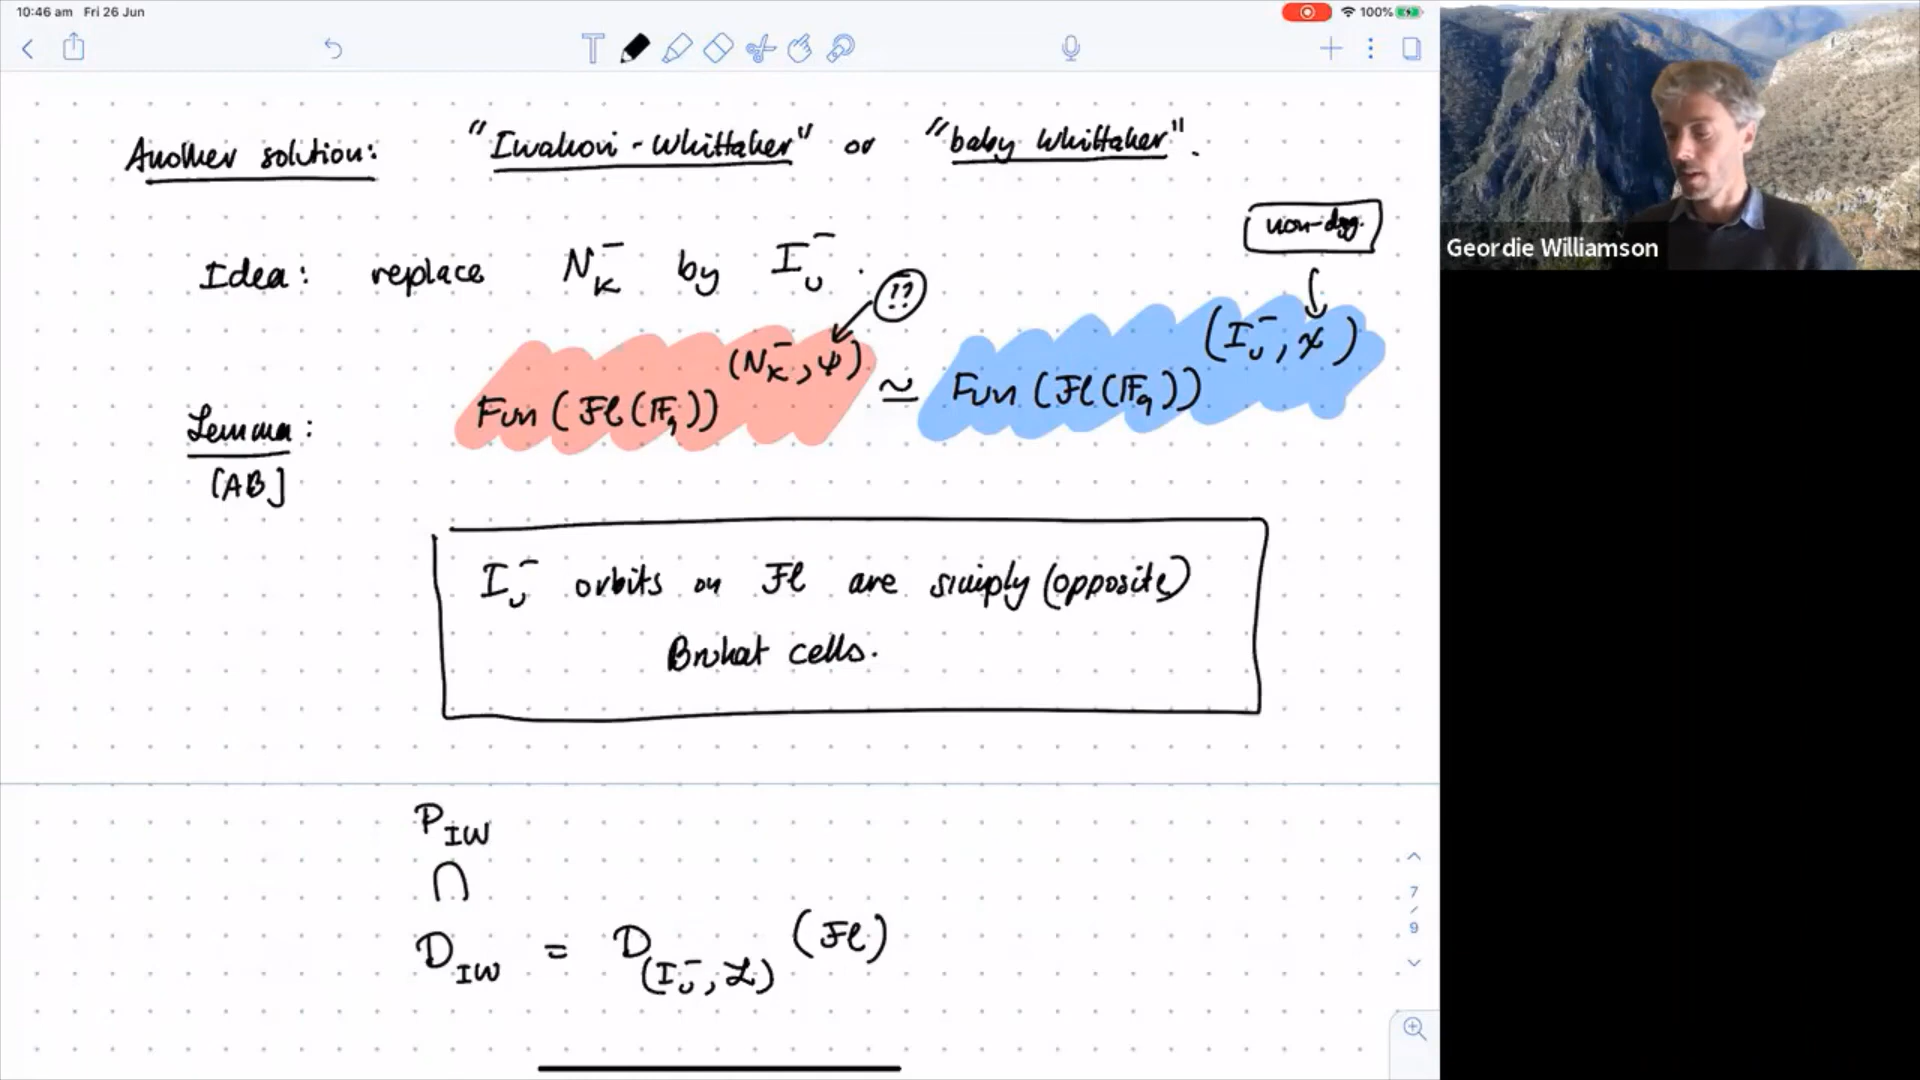 10:46 am Fri 26 Jun
100%
Another solution: "Iwahori-Whittaker" or "baby Whittaker".
non-deg.
Idea: replace N_K^- by I_u^-.
!?
Lemma: Fun(Fl(F_q))^(N_K^-, ψ) ≃ Fun(Fl(F_q))^(I_u^-, χ)
[AB]
I_u^- orbits on Fl are simply (opposite)
Bruhat cells.
P_IW
∩
D_IW = D_(I_u^-, L) (Fl)
7
/
9
Geordie Williamson